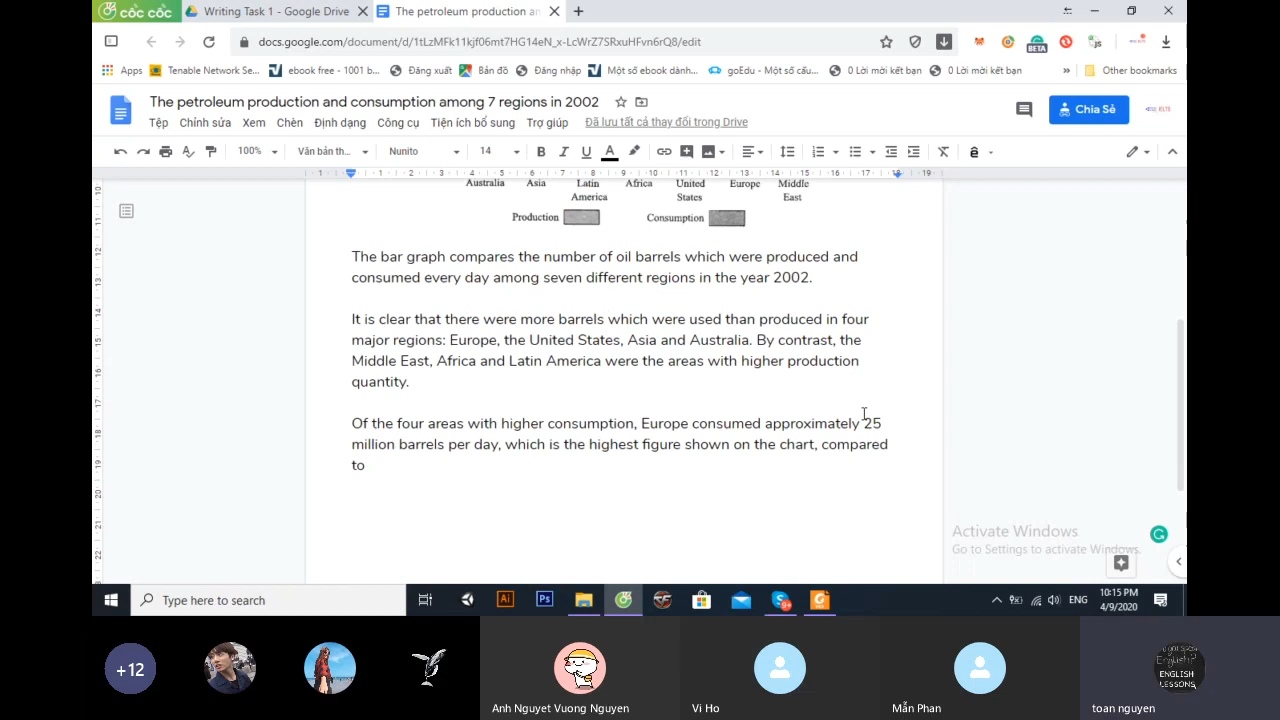 cốc cốc
Writing Task 1 - Google Drive
The petroleum production an
docs.google.com/document/d/1tLzMFk11kjf06mt7HG14eN_x-LcWrZ7SRxuHFvn6rQ8/edit
BETA
Apps
Tenable Network Se...
ebook free - 1001 b...
Đăng xuất
Bản đồ
Đăng nhập
Một số ebook dành...
goEdu - Một số cấu...
0 Lời mời kết bạn
0 Lời mời kết bạn
Other bookmarks
The petroleum production and consumption among 7 regions in 2002
Chia Sẻ
Tệp Chỉnh sửa Xem Chèn Định dạng Công cụ Tiện ích bổ sung Trợ giúp Đã lưu tất cả thay đổi trong Drive
100% Văn bản th... Nunito 14 B I U A
Australia Asia Latin America Africa United States Europe Middle East
Production Consumption
The bar graph compares the number of oil barrels which were produced and
consumed every day among seven different regions in the year 2002.
It is clear that there were more barrels which were used than produced in four
major regions: Europe, the United States, Asia and Australia. By contrast, the
Middle East, Africa and Latin America were the areas with higher production
quantity.
Of the four areas with higher consumption, Europe consumed approximately 25
million barrels per day, which is the highest figure shown on the chart, compared
to
Activate Windows
Go to Settings to activate Windows.
Type here to search
Ai
Ps
ENG
10:15 PM
4/9/2020
+12
Anh Nguyet Vuong Nguyen
Vi Ho
Mẫn Phan
English?
ENGLISH
LESSONS
toan nguyen